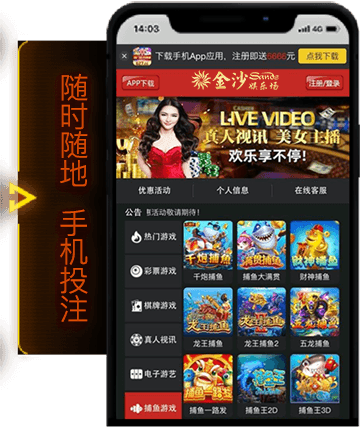 随时随地 手机投注
14:03
4G
下载手机App应用，注册即送5666元
点我下载
APP下载
金沙
Sands
娱乐场
注册/登录
LIVE VIDEO
真人视讯 美女主播
欢乐享不停!
优惠活动
个人信息
在线客服
公告
活动敬请期待!
热门游戏
彩票游戏
棋牌游戏
真人视讯
电子游艺
捕鱼游戏
千炮捕鱼
捕鱼大满贯
财神捕鱼
龙王捕鱼
龙王捕鱼2
五龙捕鱼
捕鱼一路发
捕鱼王2D
捕鱼王3D